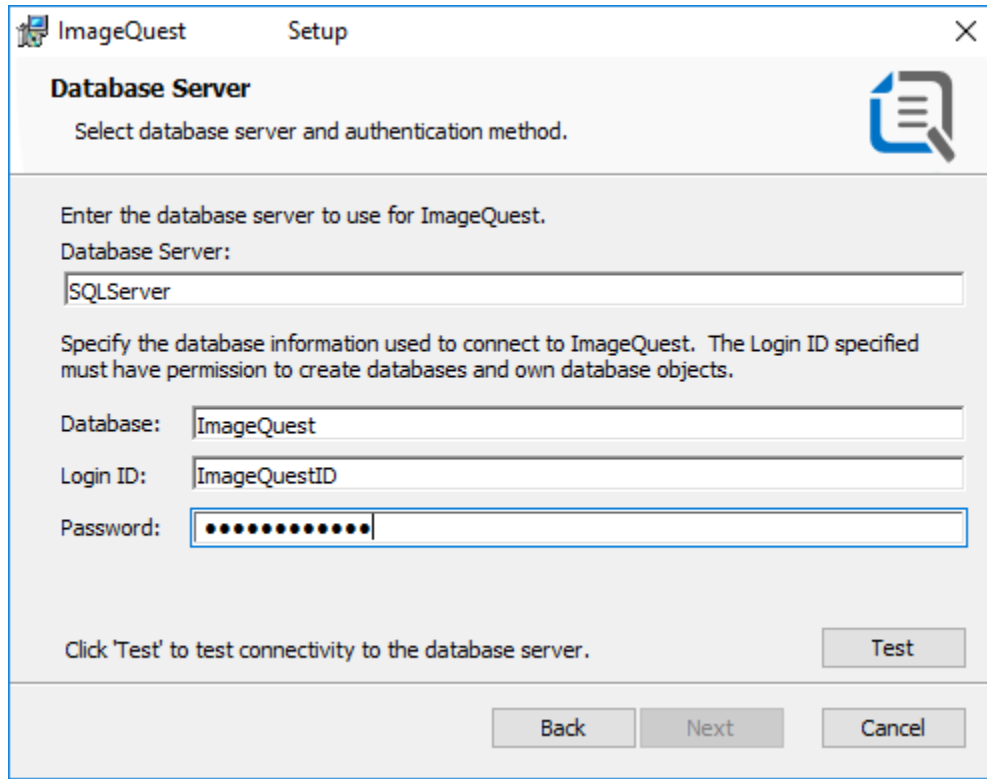 ImageQuest Setup
Database Server
Select database server and authentication method.
Enter the database server to use for ImageQuest.
Database Server:
SQLServer
Specify the database information used to connect to ImageQuest. The Login ID specified
must have permission to create databases and own database objects.
Database: ImageQuest
Login ID: ImageQuestID
Password: ●●●●●●●●●●●●
Click 'Test' to test connectivity to the database server. Test
Back Next Cancel